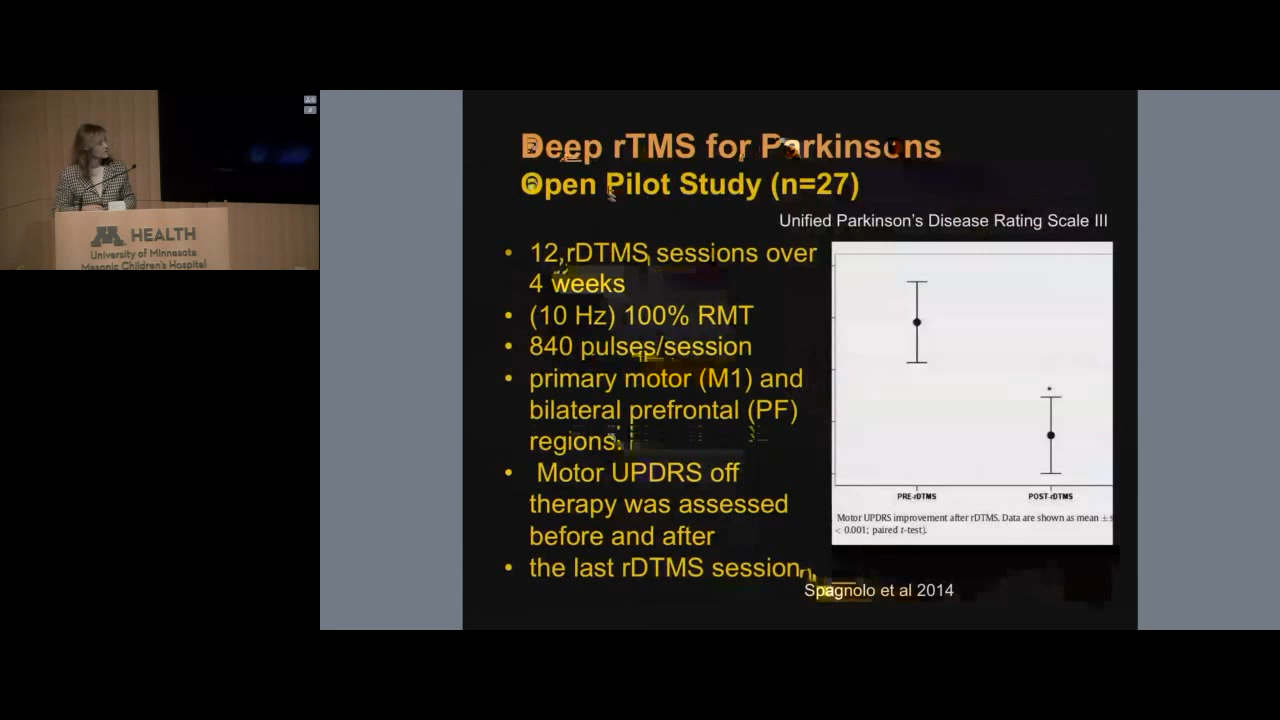 HEALTH
University of Minnesota
Masonic Children's Hospital
Deep rTMS for Parkinsons
Open Pilot Study (n=27)
Unified Parkinson's Disease Rating Scale III
• 12 rDTMS sessions over
4 weeks
• (10 Hz) 100% RMT
• 840 pulses/session
• primary motor (M1) and
bilateral prefrontal (PF)
regions.
• Motor UPDRS off
therapy was assessed
before and after
• the last rDTMS session
*
PRE-rDTMS POST-rDTMS
Motor UPDRS improvement after rDTMS. Data are shown as mean ±
< 0.001; paired t-test).
Spagnolo et al 2014